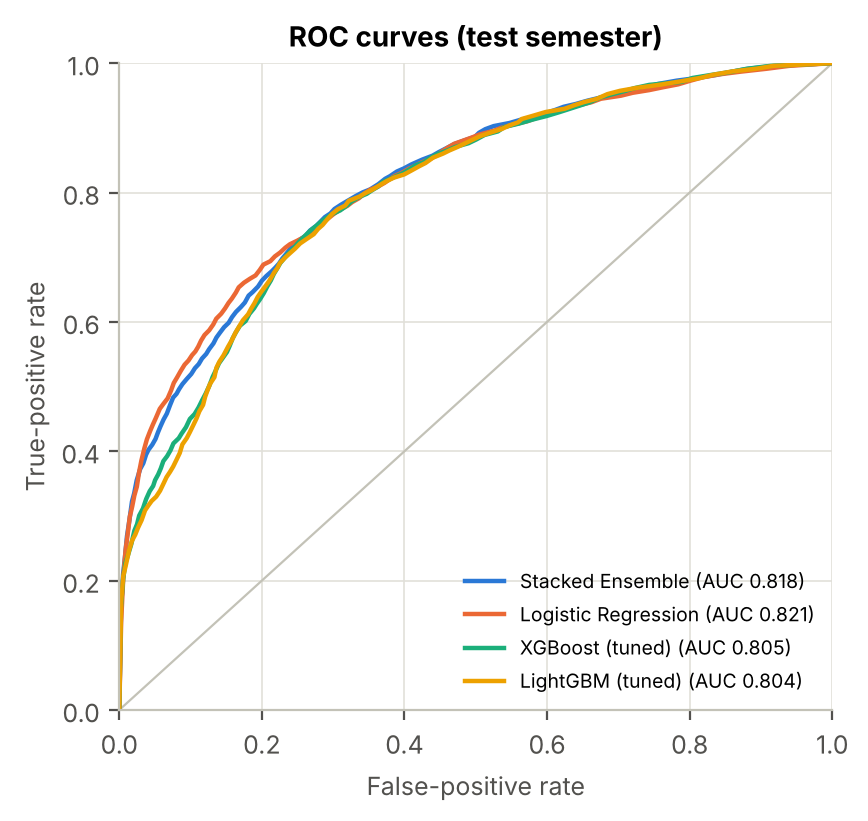 ROC curves (test semester)
1.0
0.8
0.6
0.4
0.2
0.0
True-positive rate
Stacked Ensemble (AUC 0.818)
Logistic Regression (AUC 0.821)
XGBoost (tuned) (AUC 0.805)
LightGBM (tuned) (AUC 0.804)
0.0 0.2 0.4 0.6 0.8 1.0
False-positive rate